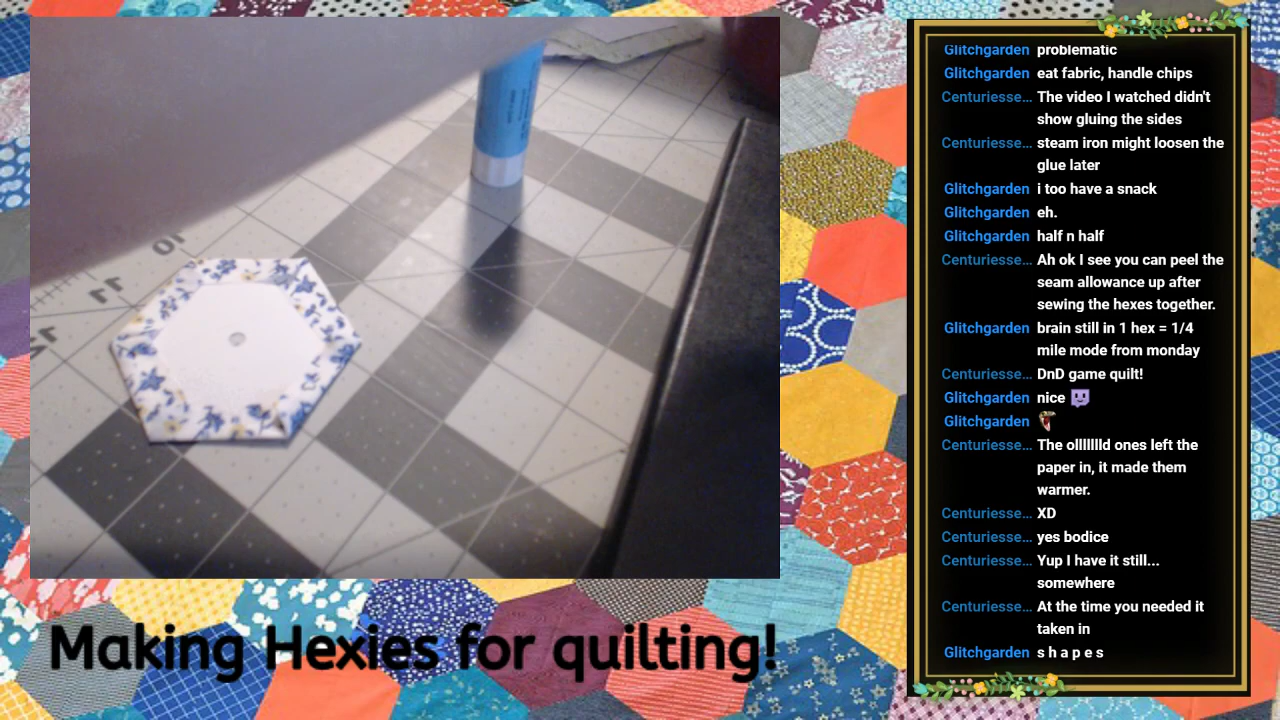 10
11
Making Hexies for quilting!
Glitchgarden problematic
Glitchgarden eat fabric, handle chips
Centuriesse... The video I watched didn't
show gluing the sides
Centuriesse... steam iron might loosen the
glue later
Glitchgarden i too have a snack
Glitchgarden eh.
Glitchgarden half n half
Centuriesse... Ah ok I see you can peel the
seam allowance up after
sewing the hexes together.
Glitchgarden brain still in 1 hex = 1/4
mile mode from monday
Centuriesse... DnD game quilt!
Glitchgarden nice
Glitchgarden
Centuriesse... The ollllllld ones left the
paper in, it made them
warmer.
Centuriesse... XD
Centuriesse... yes bodice
Centuriesse... Yup I have it still...
somewhere
Centuriesse... At the time you needed it
taken in
Glitchgarden s h a p e s